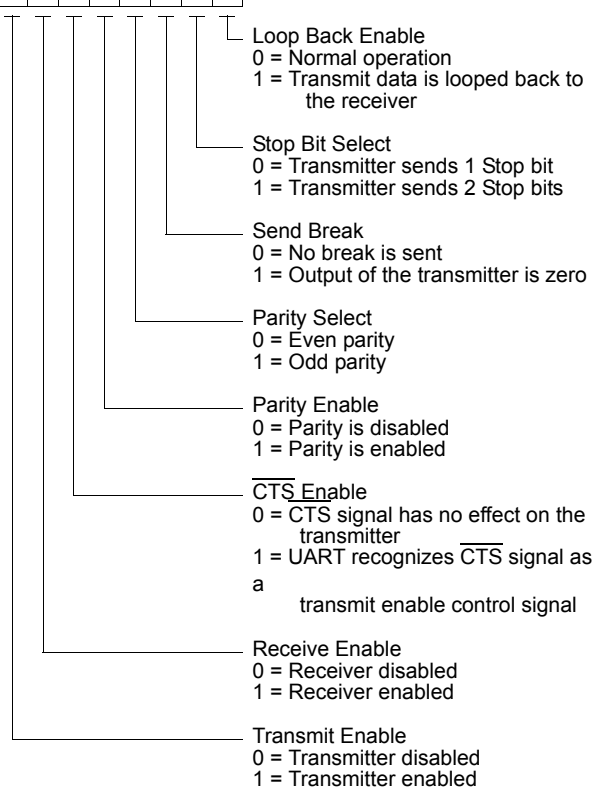 Loop Back Enable
0 = Normal operation
1 = Transmit data is looped back to
the receiver
Stop Bit Select
0 = Transmitter sends 1 Stop bit
1 = Transmitter sends 2 Stop bits
Send Break
0 = No break is sent
1 = Output of the transmitter is zero
Parity Select
0 = Even parity
1 = Odd parity
Parity Enable
0 = Parity is disabled
1 = Parity is enabled
C̅T̅S̅ Enable
0 = C̅T̅S̅ signal has no effect on the
transmitter
1 = UART recognizes C̅T̅S̅ signal as
a
transmit enable control signal
Receive Enable
0 = Receiver disabled
1 = Receiver enabled
Transmit Enable
0 = Transmitter disabled
1 = Transmitter enabled